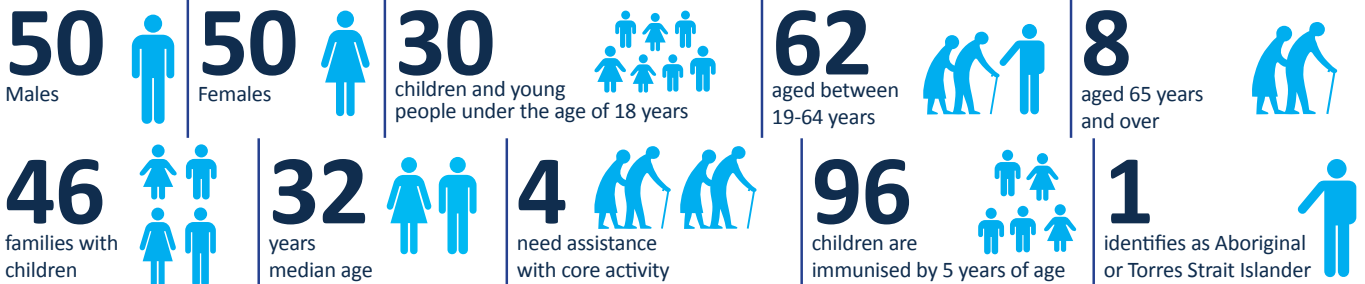 50
Males
50
Females
30
children and young
people under the age of 18 years
62
aged between
19-64 years
8
aged 65 years
and over
46
families with
children
32
years
median age
4
need assistance
with core activity
96
children are
immunised by 5 years of age
1
identifies as Aboriginal
or Torres Strait Islander